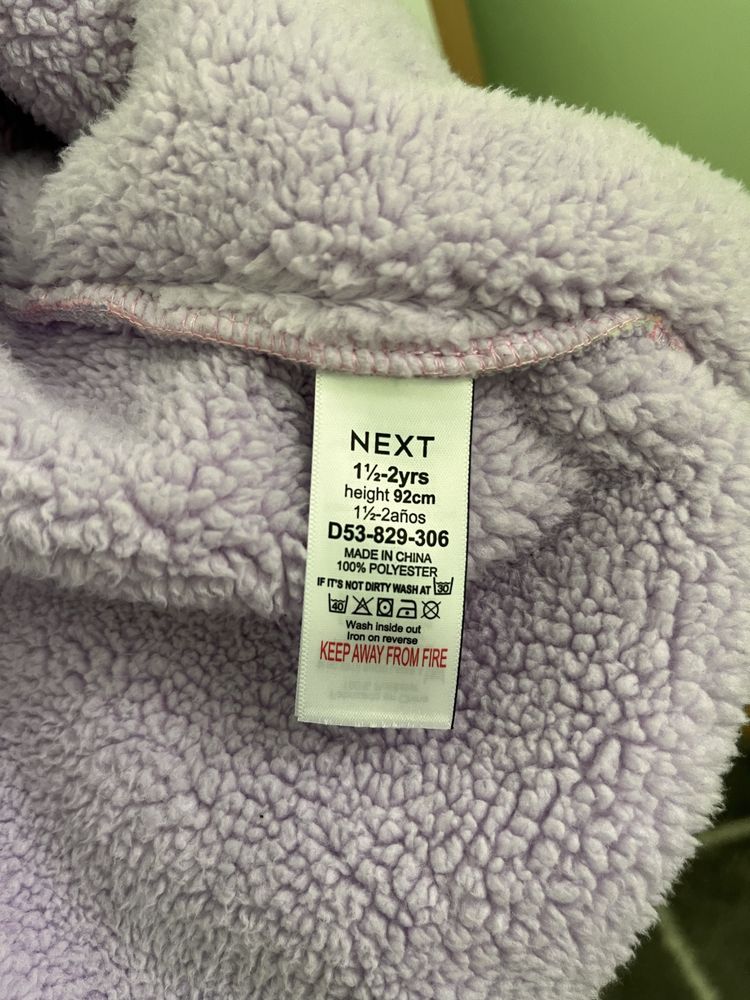 NEXT
1½-2yrs
height 92cm
1½-2años
D53-829-306
MADE IN CHINA
100% POLYESTER
IF IT'S NOT DIRTY WASH AT 30
40
Wash inside out
Iron on reverse
KEEP AWAY FROM FIRE